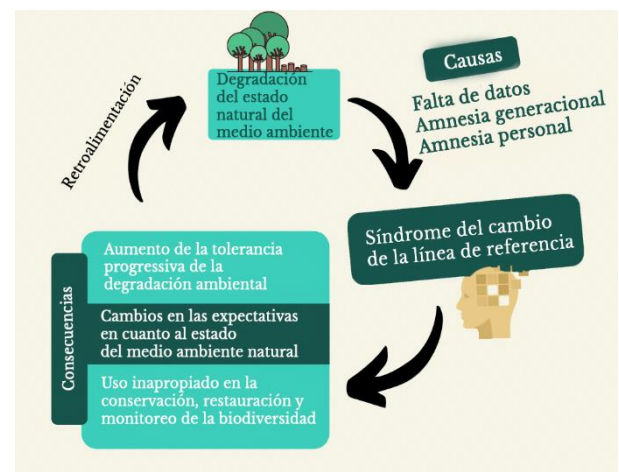 Degradación
del estado
natural del
medio ambiente
Causas
Falta de datos
Amnesia generacional
Amnesia personal
Síndrome del cambio
de la línea de referencia
Consecuencias
Aumento de la tolerancia
progresiva de la
degradación ambiental
Cambios en las expectativas
en cuanto al estado
del medio ambiente natural
Uso inapropiado en la
conservación, restauración y
monitoreo de la biodiversidad
Retroalimentación